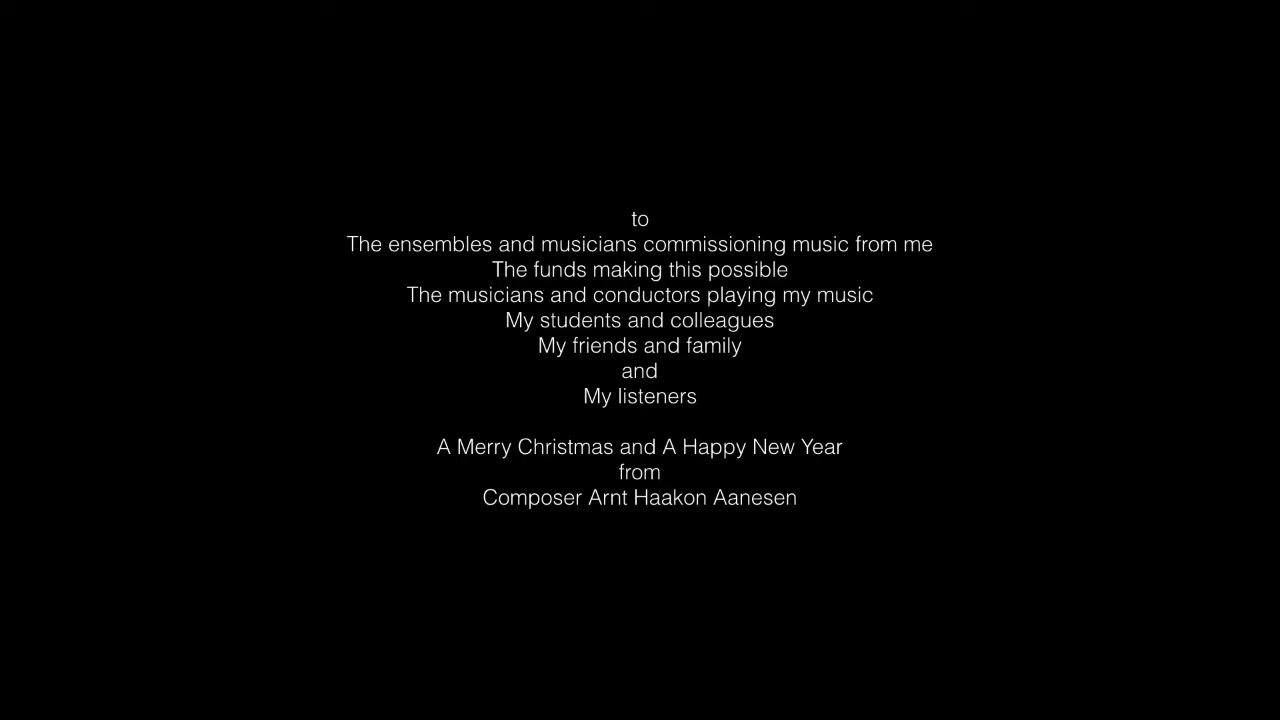 to
The ensembles and musicians commissioning music from me
The funds making this possible
The musicians and conductors playing my music
My students and colleagues
My friends and family
and
My listeners
A Merry Christmas and A Happy New Year
from
Composer Arnt Haakon Aanesen